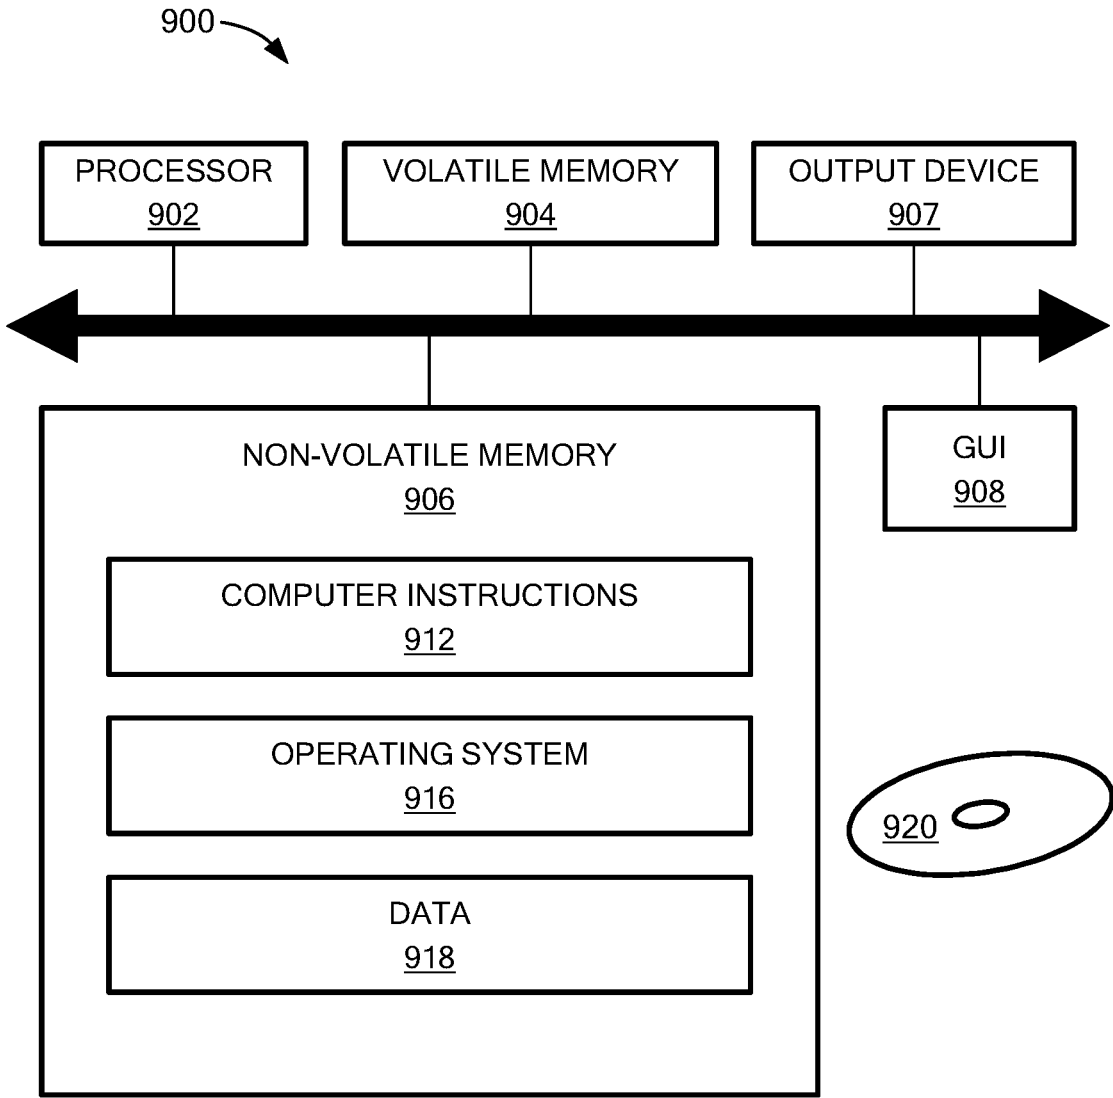 900
PROCESSOR
902
VOLATILE MEMORY
904
OUTPUT DEVICE
907
NON-VOLATILE MEMORY
906
GUI
908
COMPUTER INSTRUCTIONS
912
OPERATING SYSTEM
916
920
DATA
918